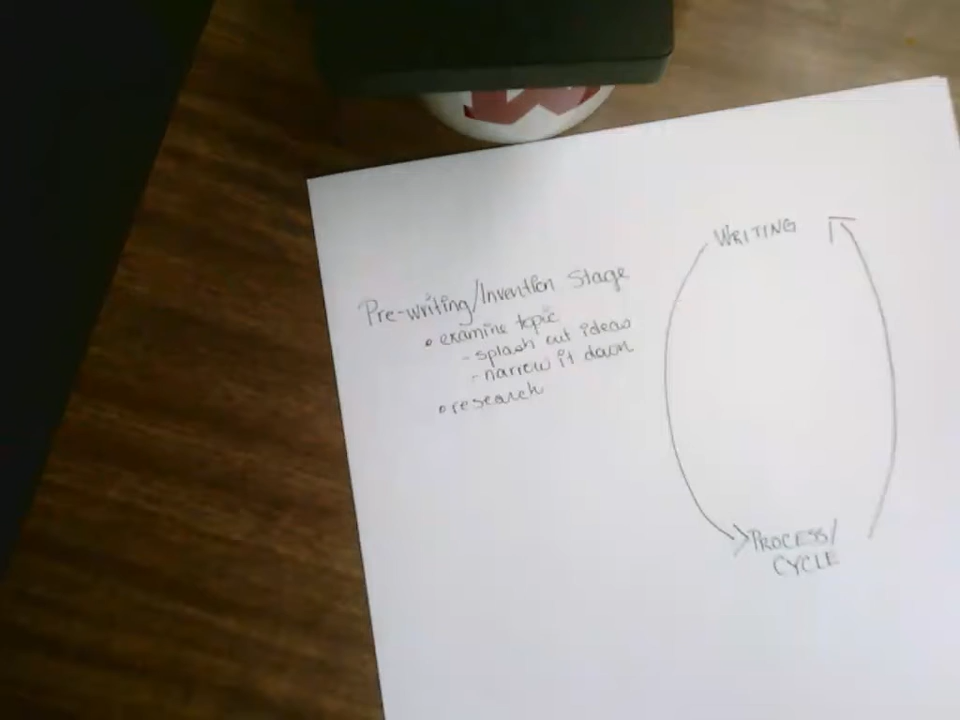 WRITING
Pre-writing/Invention Stage
• examine topic
- splash out ideas
- narrow it down
• research
PROCESS/
CYCLE